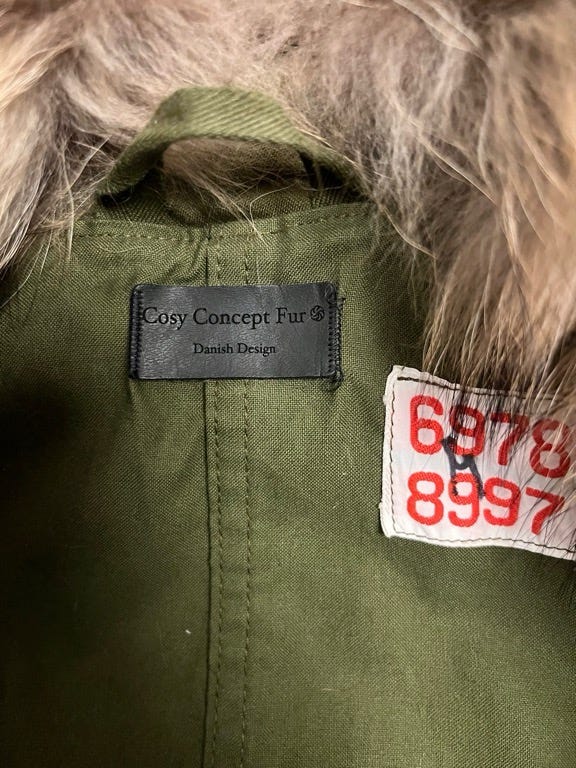 Cosy Concept Fur
Danish Design
6978
8997